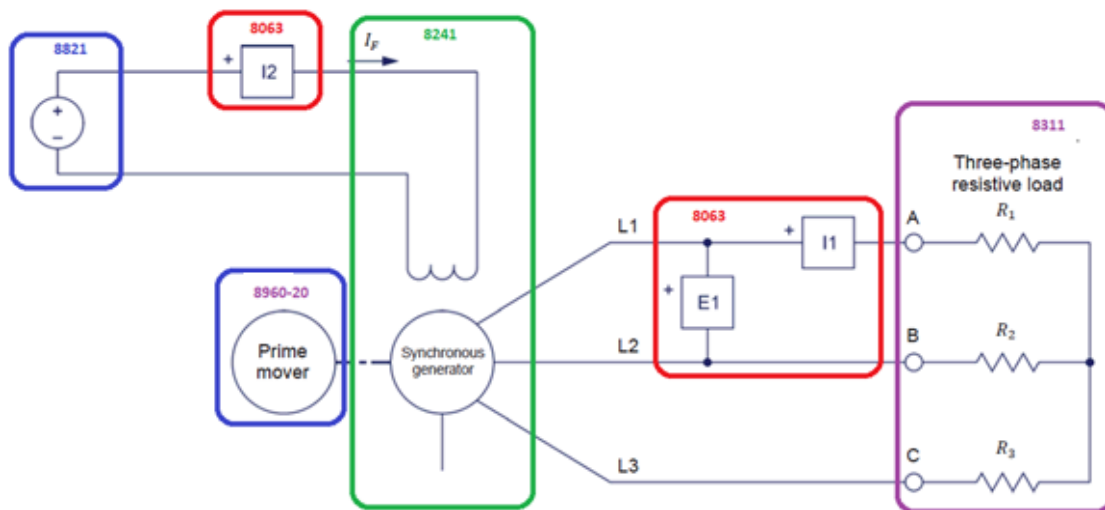 8821
8063
+
I2
I_F
8241
+
−
8960-20
Prime
mover
Synchronous
generator
L1
L2
L3
8063
+
I1
+
E1
8311
Three-phase
resistive load
A
R₁
B
R₂
C
R₃